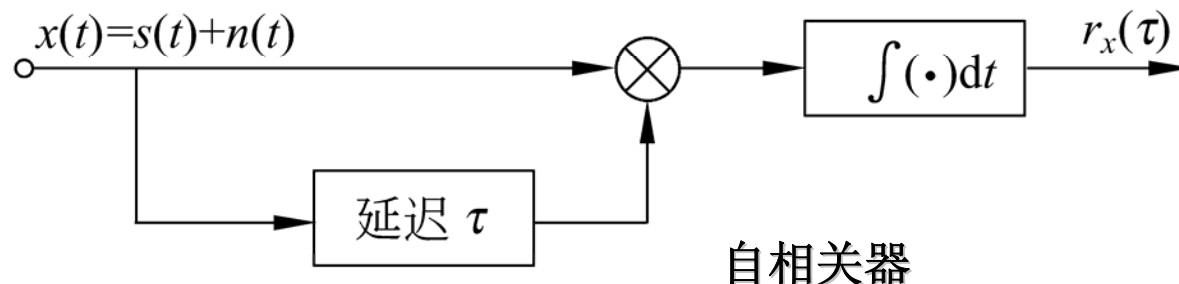 x(t)=s(t)+n(t)
∫(·)dt
r_x(τ)
延迟 τ
自相关器